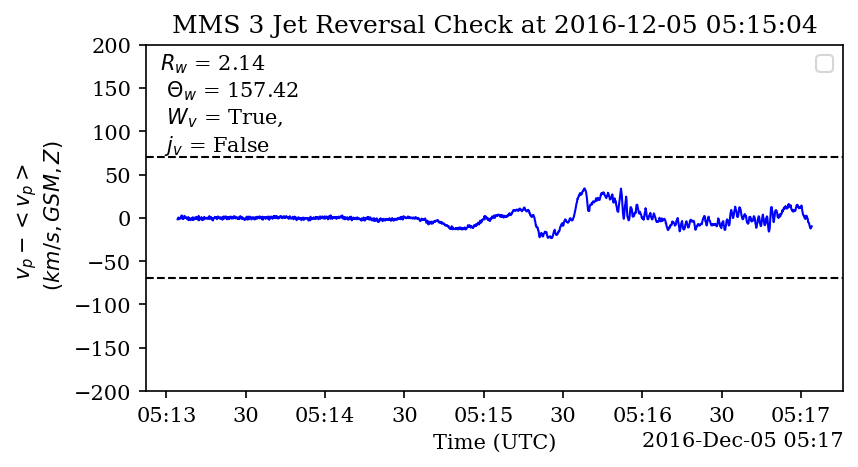 MMS 3 Jet Reversal Check at 2016-12-05 05:15:04
200
150
100
50
0
−50
−100
−150
−200
v_p − < v_p >
(km/s, GSM, Z)
R_w = 2.14
Θ_w = 157.42
W_v = True,
j_v = False
05:13 30 05:14 30 05:15 30 05:16 30 05:17
Time (UTC)
2016-Dec-05 05:17